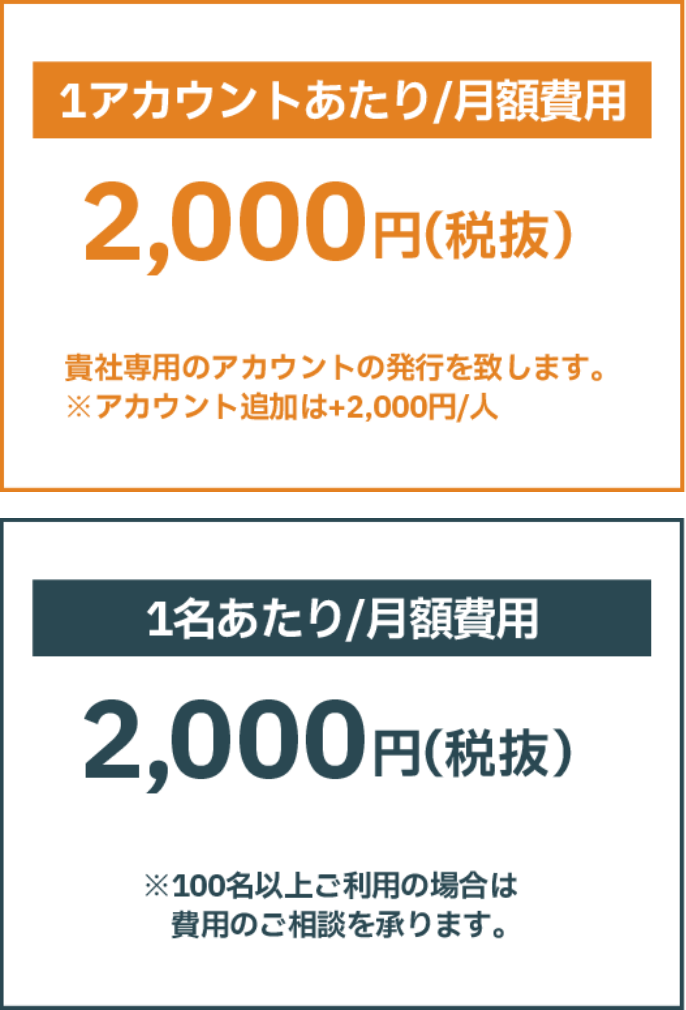 1アカウントあたり/月額費用
2,000円(税抜)
貴社専用のアカウントの発行を致します。
※アカウント追加は+2,000円/人
1名あたり/月額費用
2,000円(税抜)
※100名以上ご利用の場合は
費用のご相談を承ります。